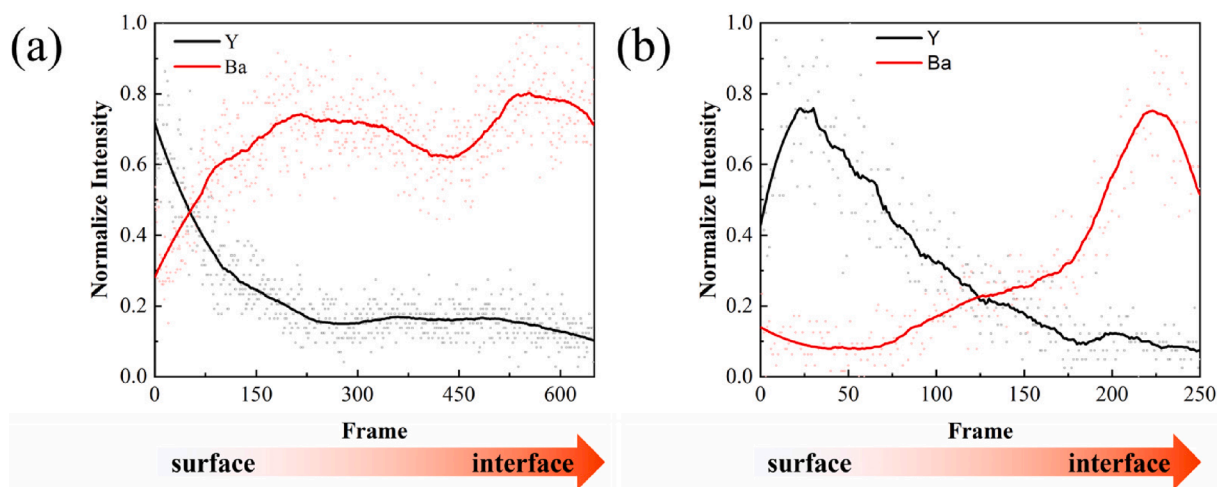 (a)
Y
Ba
Normalize Intensity
1.0
0.8
0.6
0.4
0.2
0.0
0 150 300 450 600
Frame
surface interface
(b)
Y
Ba
Normalize Intensity
1.0
0.8
0.6
0.4
0.2
0.0
0 50 100 150 200 250
Frame
surface interface